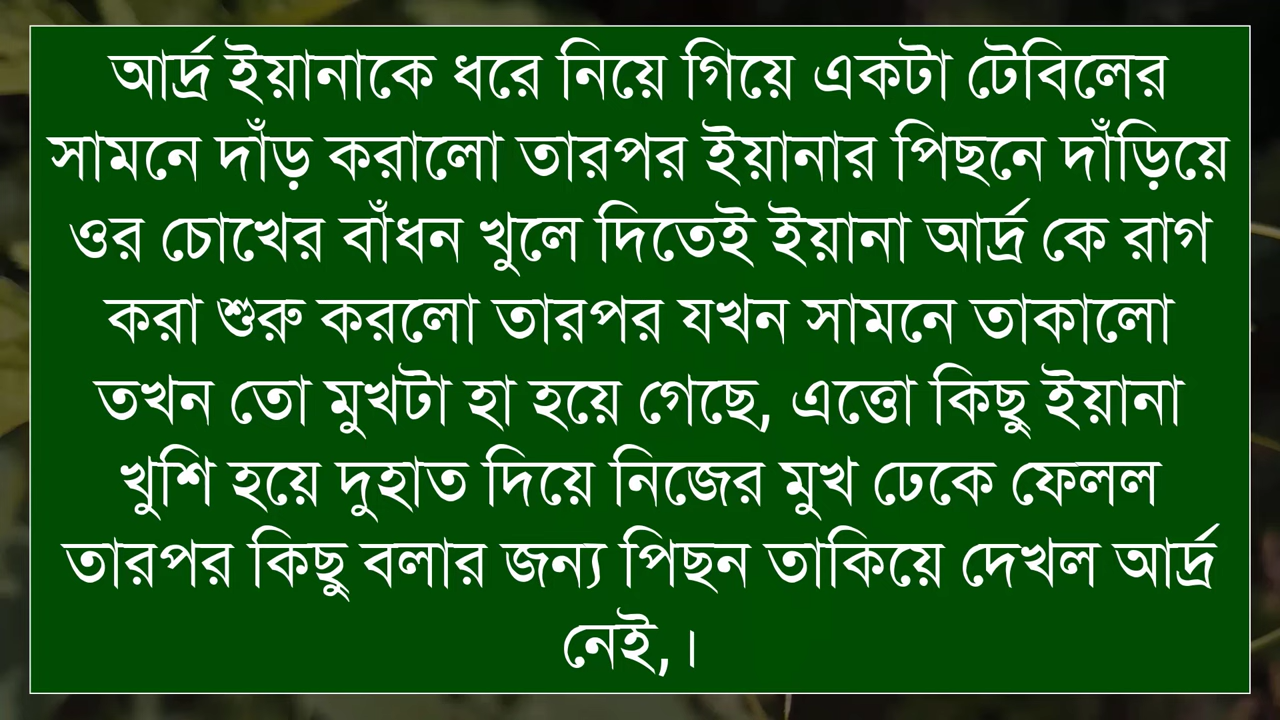 আর্দ্র ইয়ানাকে ধরে নিয়ে গিয়ে একটা টেবিলের
সামনে দাঁড় করালো তারপর ইয়ানার পিছনে দাঁড়িয়ে
ওর চোখের বাঁধন খুলে দিতেই ইয়ানা আর্দ্র কে রাগ
করা শুরু করলো তারপর যখন সামনে তাকালো
তখন তো মুখটা হা হয়ে গেছে, এত্তো কিছু ইয়ানা
খুশি হয়ে দুহাত দিয়ে নিজের মুখ ঢেকে ফেলল
তারপর কিছু বলার জন্য পিছন তাকিয়ে দেখল আর্দ্র
নেই,।